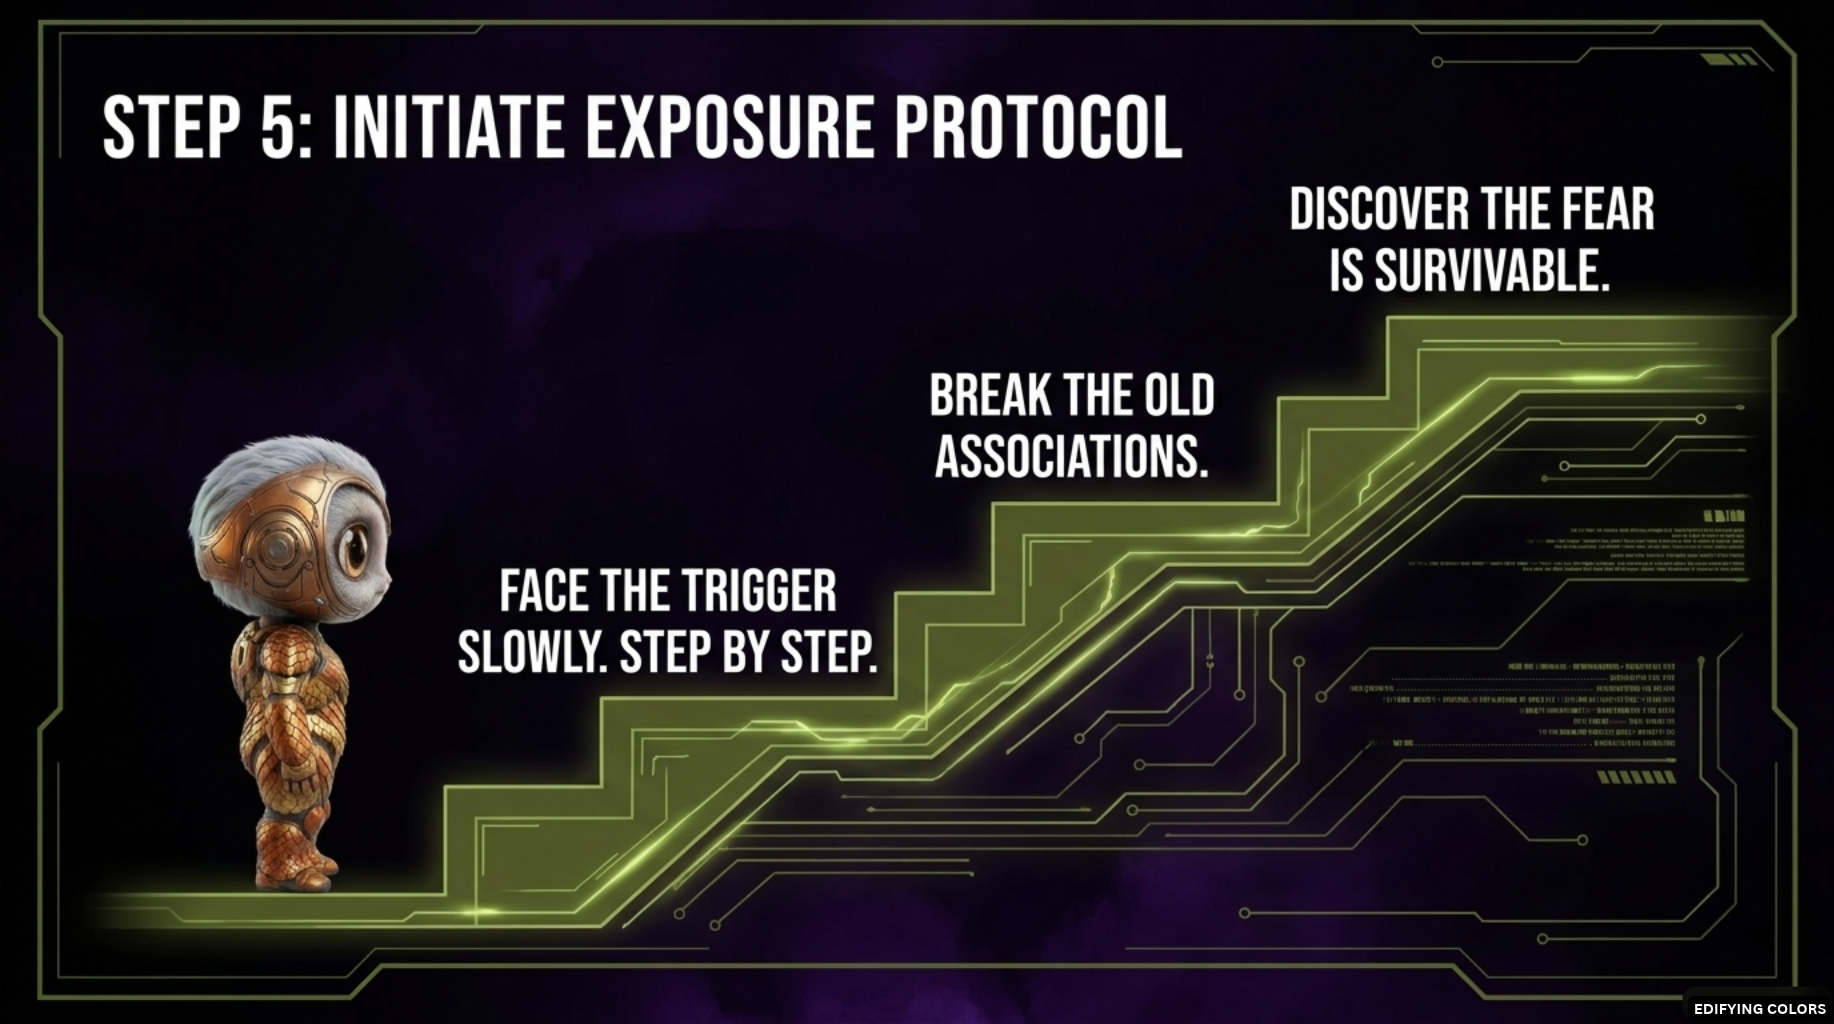 STEP 5: INITIATE EXPOSURE PROTOCOL
DISCOVER THE FEAR
IS SURVIVABLE.
BREAK THE OLD
ASSOCIATIONS.
FACE THE TRIGGER
SLOWLY. STEP BY STEP.
EDIFYING COLORS